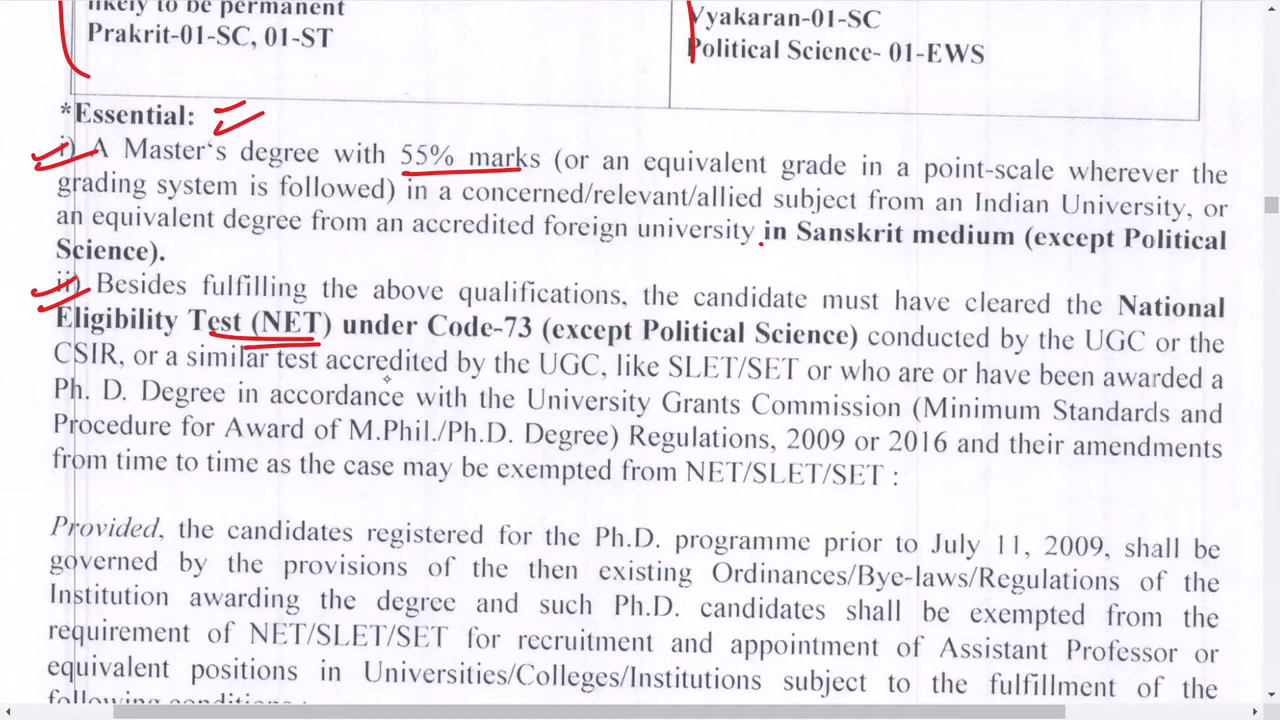 likely to be permanent
Prakrit-01-SC, 01-ST
Vyakaran-01-SC
Political Science- 01-EWS
*Essential:
i) A Master's degree with 55% marks (or an equivalent grade in a point-scale wherever the
grading system is followed) in a concerned/relevant/allied subject from an Indian University, or
an equivalent degree from an accredited foreign university in Sanskrit medium (except Political
Science).
ii) Besides fulfilling the above qualifications, the candidate must have cleared the National
Eligibility Test (NET) under Code-73 (except Political Science) conducted by the UGC or the
CSIR, or a similar test accredited by the UGC, like SLET/SET or who are or have been awarded a
Ph. D. Degree in accordance with the University Grants Commission (Minimum Standards and
Procedure for Award of M.Phil./Ph.D. Degree) Regulations, 2009 or 2016 and their amendments
from time to time as the case may be exempted from NET/SLET/SET :
Provided, the candidates registered for the Ph.D. programme prior to July 11, 2009, shall be
governed by the provisions of the then existing Ordinances/Bye-laws/Regulations of the
Institution awarding the degree and such Ph.D. candidates shall be exempted from the
requirement of NET/SLET/SET for recruitment and appointment of Assistant Professor or
equivalent positions in Universities/Colleges/Institutions subject to the fulfillment of the
following conditions :